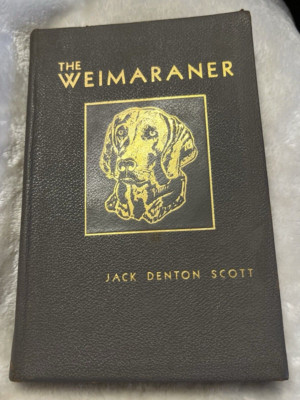 THE
WEIMARANER
JACK DENTON SCOTT